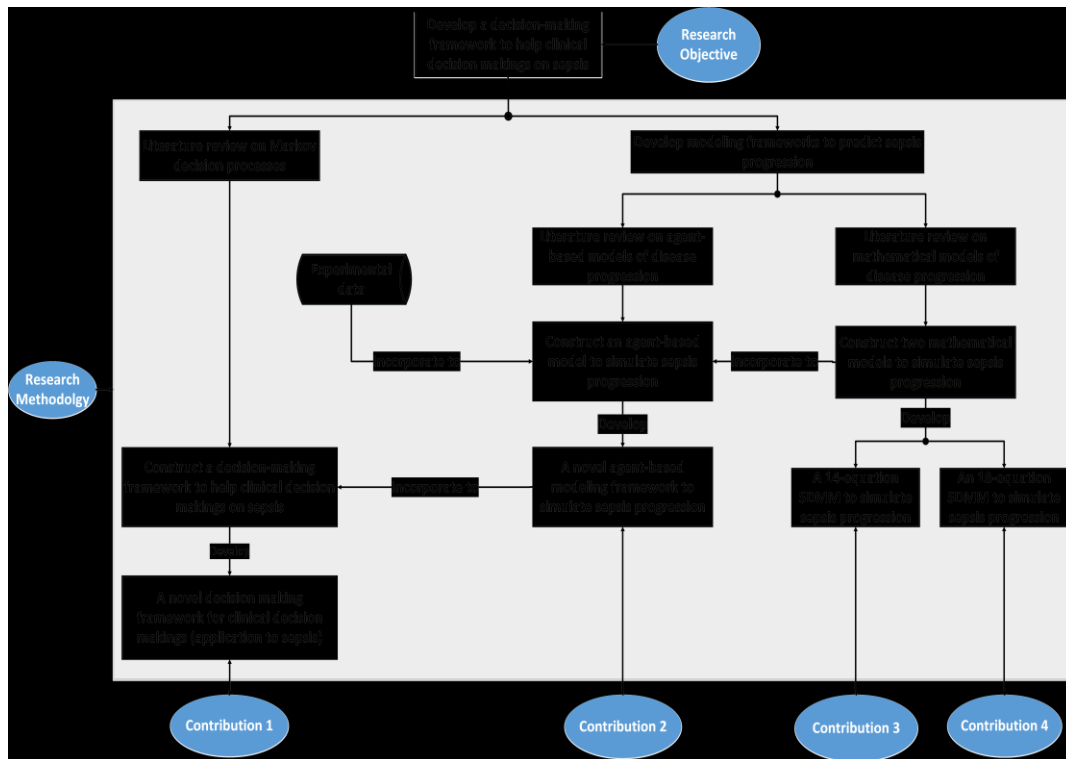 Develop a decision-making
framework to help clinical
decision makings on sepsis
Research
Objective
Literature review on Markov
decision processes
Develop modeling frameworks to predict sepsis
progression
Literature review on agent-
based models of disease
progression
Literature review on
mathematical models of
disease progression
Experimental
data
Construct an agent-based
model to simulate sepsis
progression
Construct two mathematical
models to simulate sepsis
progression
Incorporate to
Incorporate to
Research
Methodolgy
Develop
Develop
Construct a decision-making
framework to help clinical decision
makings on sepsis
Incorporate to
A novel agent-based
modeling framework to
simulate sepsis progression
A 14-equation
SDMM to simulate
sepsis progression
An 18-equation
SDMM to simulate
sepsis progression
Develop
A novel decision making
framework for clinical decision
makings (application to sepsis)
Contribution 1
Contribution 2
Contribution 3
Contribution 4